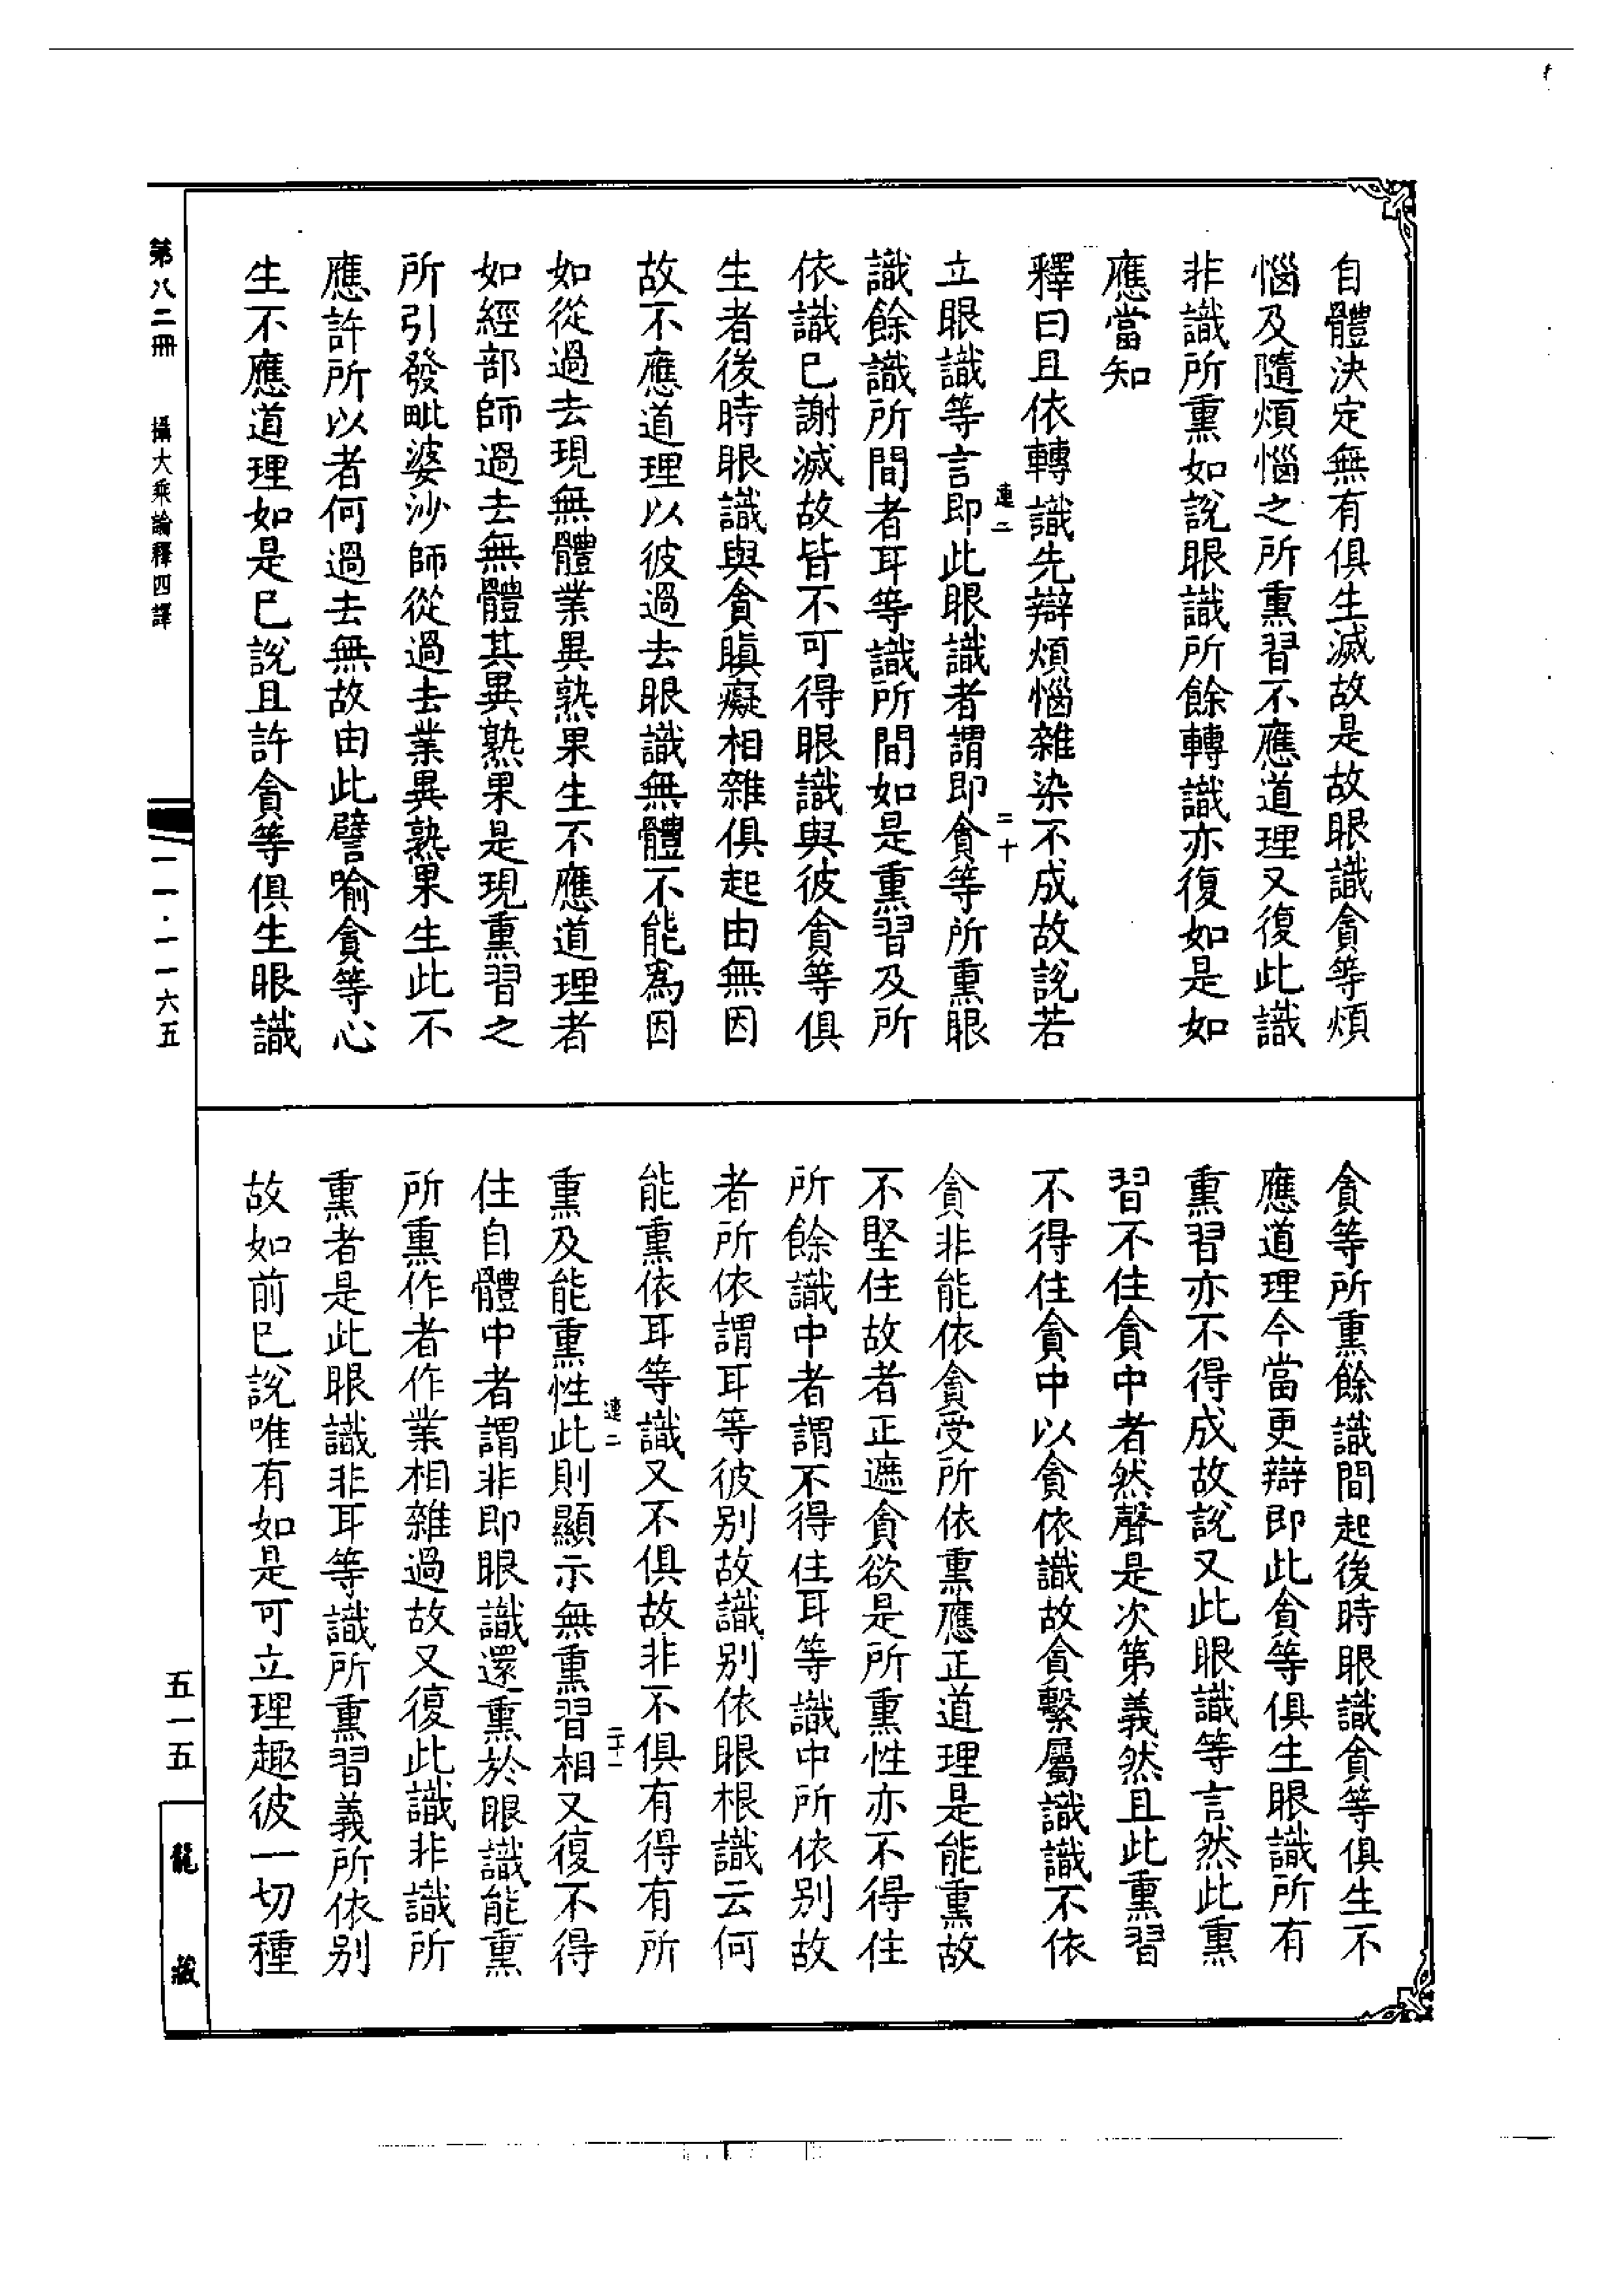 自體決定無有俱生滅故是故眼識貪等煩
惱及隨煩惱之所熏習不應道理又復此識
非識所熏如說眼識所餘轉識亦復如是如
應當知
釋曰且依轉識先辯煩惱雜染不成故說若
連二
二十
立眼識等言即此眼識者謂即貪等所熏眼
識餘識所間者耳等識所間如是熏習及所
依識已謝滅故皆不可得眼識與彼貪等俱
生者後時眼識與貪瞋癡相雜俱起由無因
故不應道理以彼過去眼識無體不能爲因
如從過去現無體業異熟果生不應道理者
如經部師過去無體其異熟果是現熏習之
所引發毗婆沙師從過去業異熟果生此不
應許所以者何過去無故由此譬喻貪等心
生不應道理如是已說且許貪等俱生眼識
貪等所熏餘識間起後時眼識貪等俱生不
應道理今當更辯即此貪等俱生眼識所有
熏習亦不得成故說又此眼識等言然此熏
習不住貪中者然聲是次第義然且此熏習
不得住貪中以貪依識故貪繫屬識識不依
貪非能依貪受所依熏應正道理是能熏故
不堅住故者正遮貪欲是所熏性亦不得住
所餘識中者謂不得住耳等識中所依別故
者所依謂耳等彼別故識別依眼根識云何
能熏依耳等識又不俱故非不俱有得有所
連二
二十一
熏及能熏性此則顯示無熏習相又復不得
住自體中者謂非即眼識還熏於眼識能熏
所熏作者作業相雜過故又復此識非識所
熏者是此眼識非耳等識所熏習義所依別
故如前已說唯有如是可立理趣彼一切種
第八二冊 攝大乘論釋四譯
一一·一一六五
五一五
龍藏